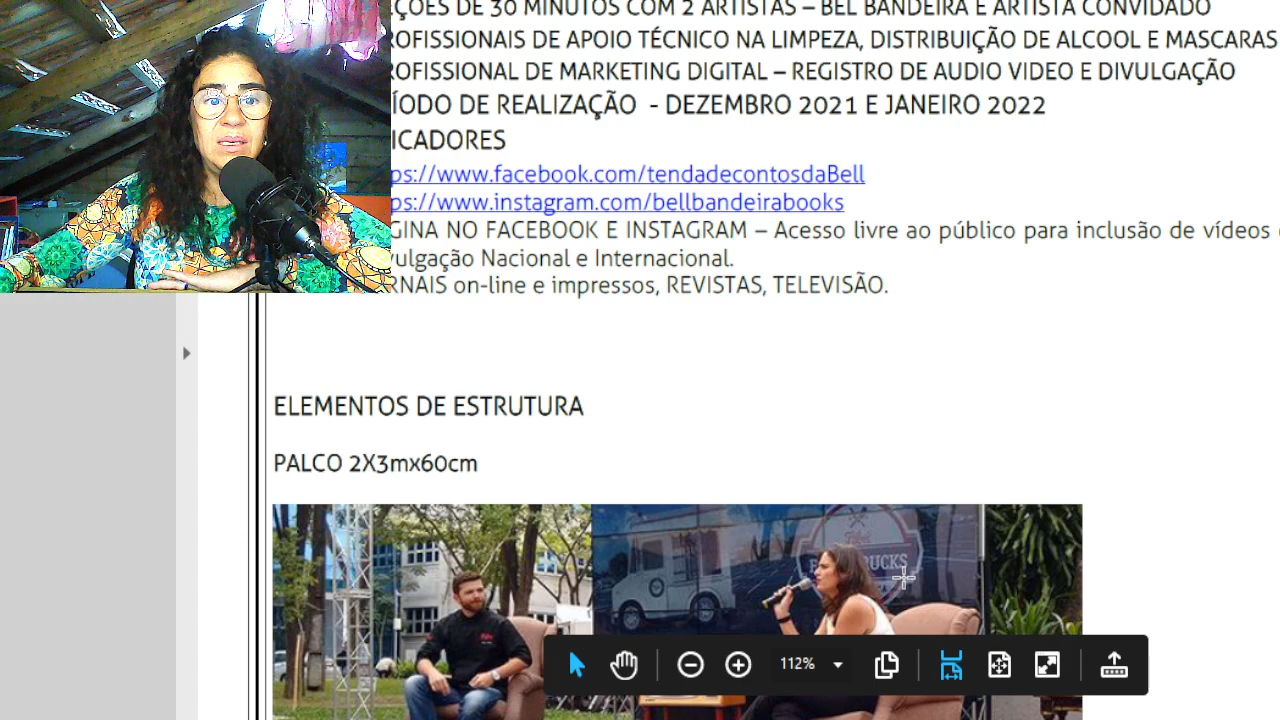 ÇÕES DE 30 MINUTOS COM 2 ARTISTAS – BEL BANDEIRA E ARTISTA CONVIDADO
ROFISSIONAIS DE APOIO TÉCNICO NA LIMPEZA, DISTRIBUIÇÃO DE ALCOOL E MASCARAS
ROFISSIONAL DE MARKETING DIGITAL – REGISTRO DE AUDIO VIDEO E DIVULGAÇÃO
ÍODO DE REALIZAÇÃO - DEZEMBRO 2021 E JANEIRO 2022
ICADORES
ps://www.facebook.com/tendadecontosdaBell
ps://www.instagram.com/bellbandeirabooks
GINA NO FACEBOOK E INSTAGRAM – Acesso livre ao público para inclusão de vídeos
vulgação Nacional e Internacional.
RNAIS on-line e impressos, REVISTAS, TELEVISÃO.
ELEMENTOS DE ESTRUTURA
PALCO 2X3mx60cm
112%